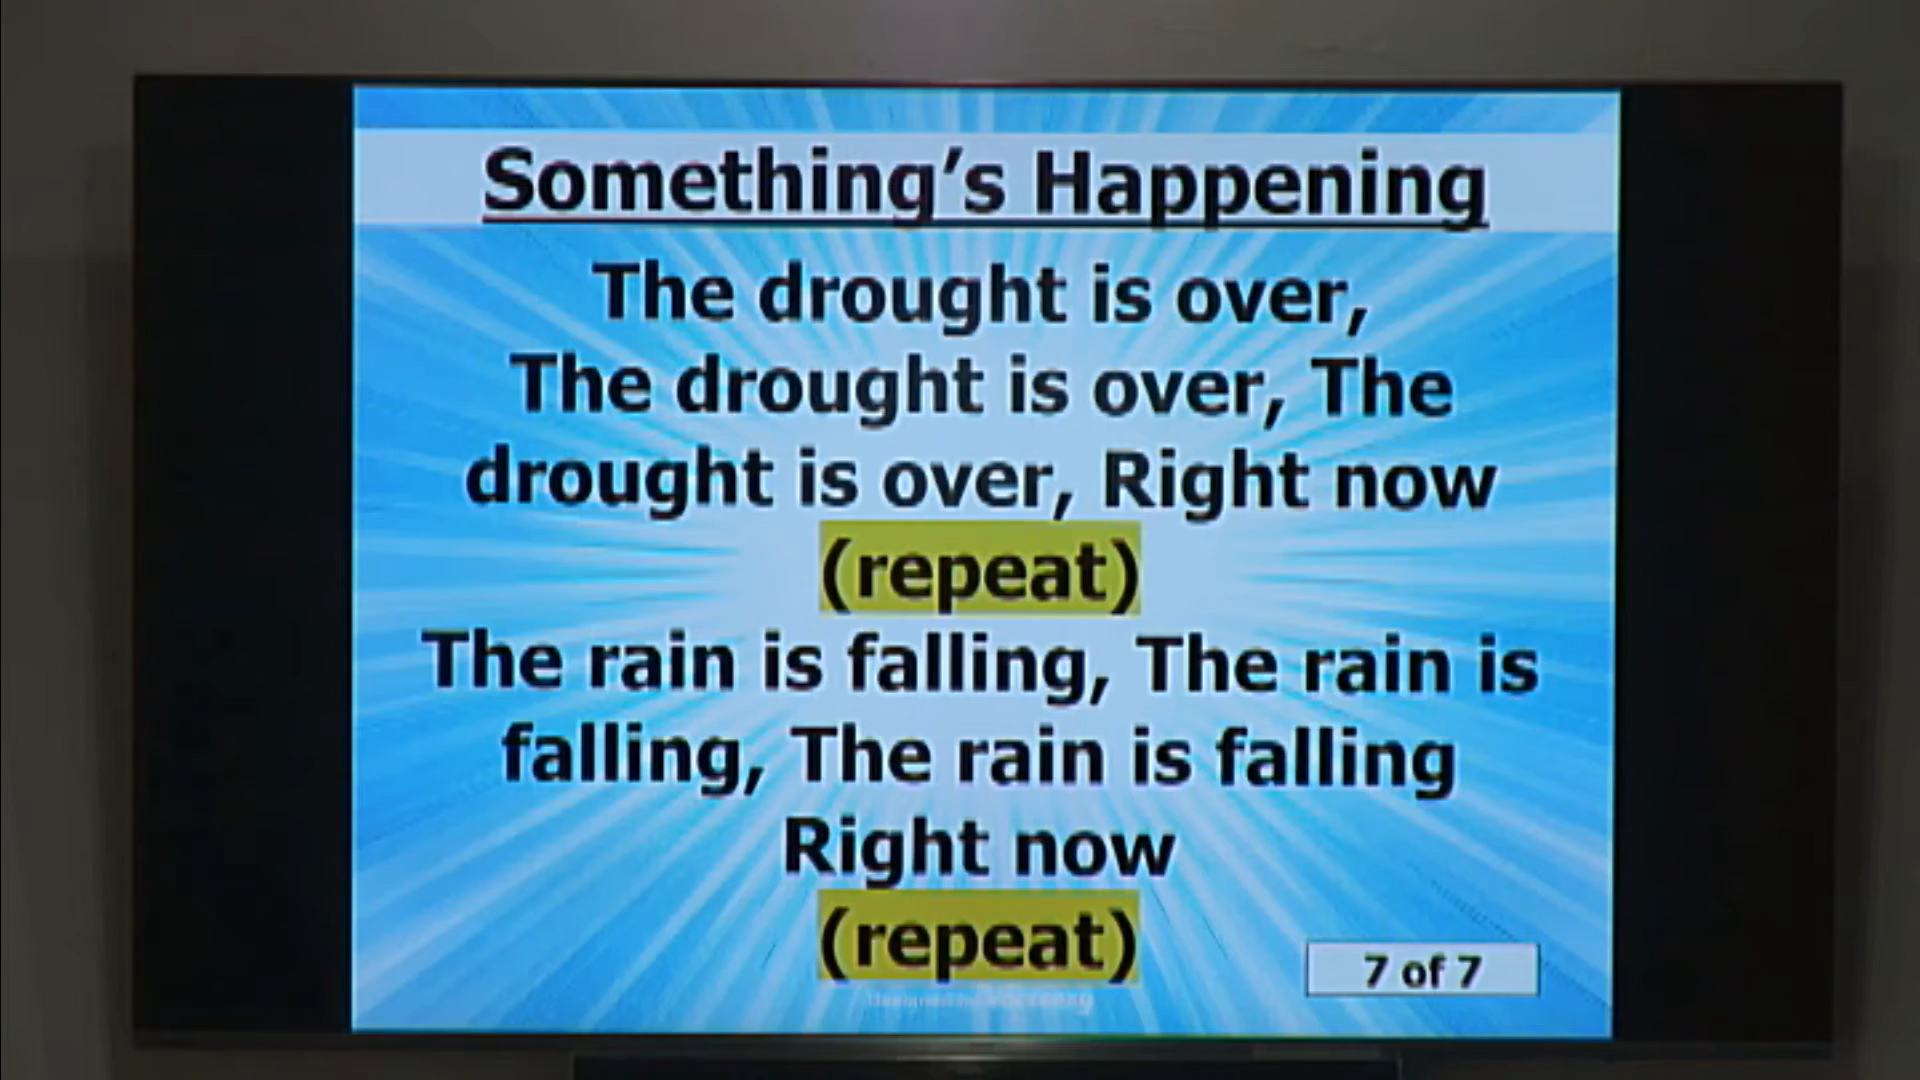 Something’s Happening
The drought is over,
The drought is over, The
drought is over, Right now
(repeat)
The rain is falling, The rain is
falling, The rain is falling
Right now
(repeat)
7 of 7